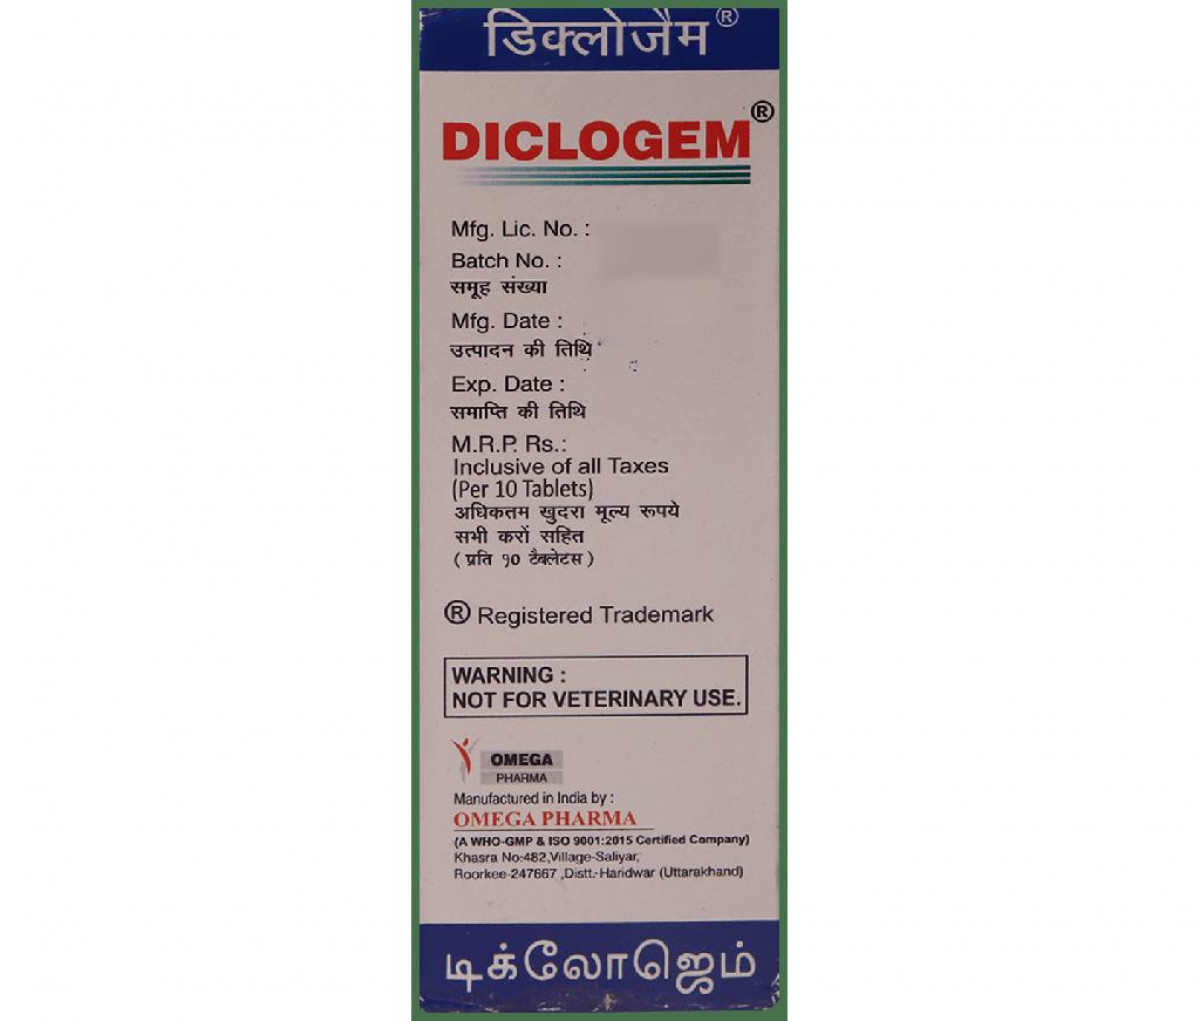 डिक्लोजैम®
DICLOGEM®
Mfg. Lic. No. :
Batch No. :
समूह संख्या
Mfg. Date :
उत्पादन की तिथि
Exp. Date :
समाप्ति की तिथि
M.R.P. Rs.:
Inclusive of all Taxes
(Per 10 Tablets)
अधिकतम खुदरा मूल्य रूपये
सभी करों सहित
( प्रति १० टैब्लेटस )
® Registered Trademark
WARNING :
NOT FOR VETERINARY USE.
OMEGA
PHARMA
Manufactured in India by :
OMEGA PHARMA
(A WHO-GMP & ISO 9001:2015 Certified Company)
Khasra No:482,Village-Saliyar,
Roorkee-247667 ,Distt.-Haridwar (Uttarakhand)
டிக்லோஜெம்